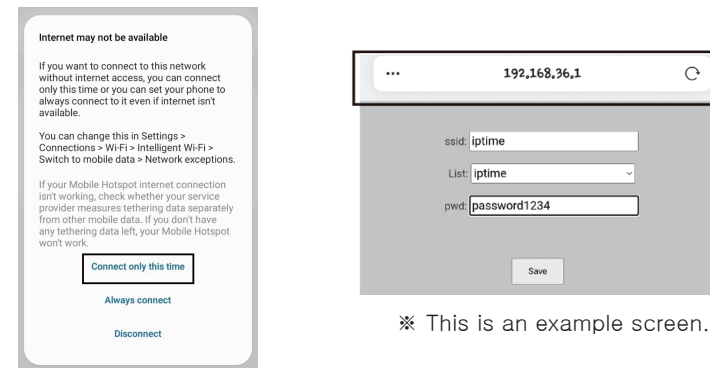 Internet may not be available
If you want to connect to this network
without internet access, you can connect
only this time or you can set your phone to
always connect to it even if internet isn't
available.
You can change this in Settings >
Connections > Wi-Fi > Intelligent Wi-Fi >
Switch to mobile data > Network exceptions.
If your Mobile Hotspot internet connection
isn't working, check whether your service
provider measures tethering data separately
from other mobile data. If you don't have
any tethering data left, your Mobile Hotspot
won't work.
Connect only this time
Always connect
Disconnect
192.168.36.1
ssid: iptime
List: iptime
pwd: password1234
Save
※ This is an example screen.